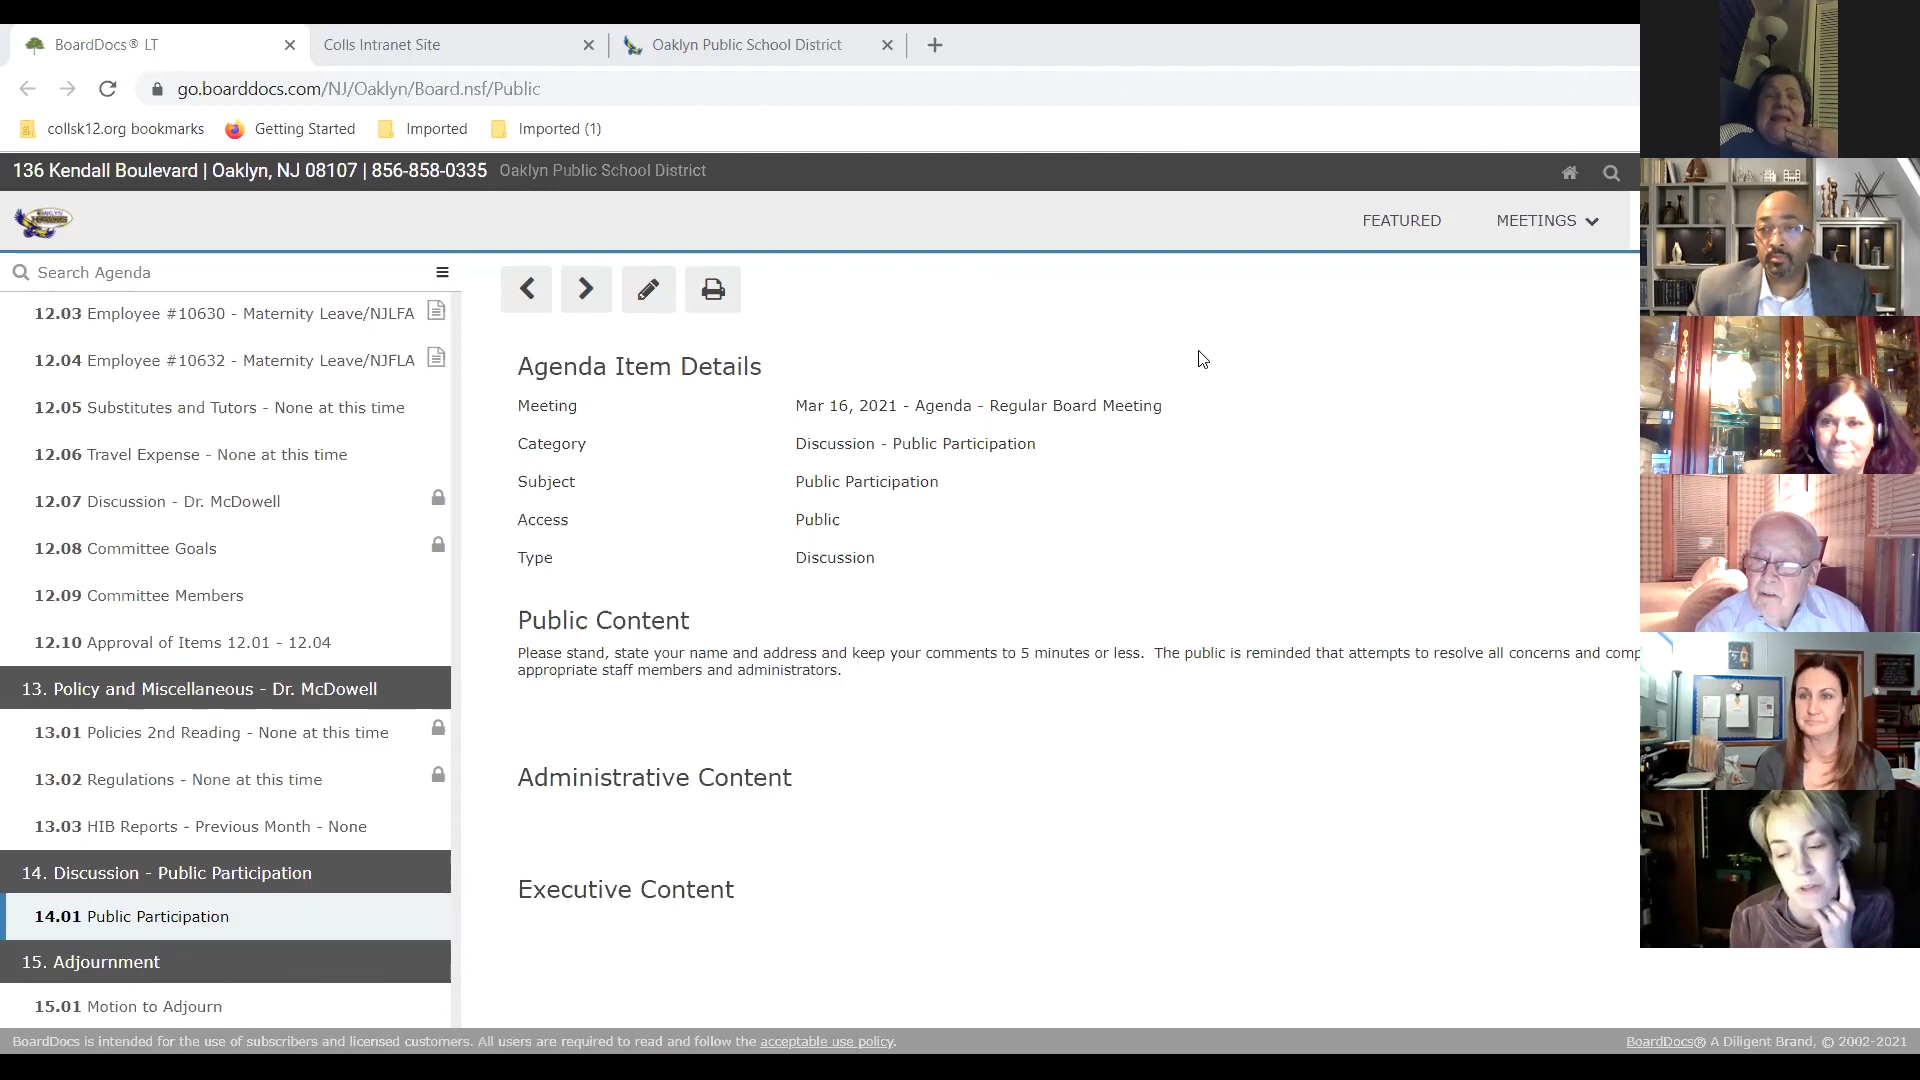 BoardDocs® LT
Colls Intranet Site
Oaklyn Public School District
go.boarddocs.com/NJ/Oaklyn/Board.nsf/Public
collsk12.org bookmarks
Getting Started
Imported
Imported (1)
136 Kendall Boulevard | Oaklyn, NJ 08107 | 856-858-0335 Oaklyn Public School District
FEATURED
MEETINGS
Search Agenda
12.03 Employee #10630 - Maternity Leave/NJLFA
12.04 Employee #10632 - Maternity Leave/NJFLA
12.05 Substitutes and Tutors - None at this time
12.06 Travel Expense - None at this time
12.07 Discussion - Dr. McDowell
12.08 Committee Goals
12.09 Committee Members
12.10 Approval of Items 12.01 - 12.04
13. Policy and Miscellaneous - Dr. McDowell
13.01 Policies 2nd Reading - None at this time
13.02 Regulations - None at this time
13.03 HIB Reports - Previous Month - None
14. Discussion - Public Participation
14.01 Public Participation
15. Adjournment
15.01 Motion to Adjourn
Agenda Item Details
Meeting Mar 16, 2021 - Agenda - Regular Board Meeting
Category Discussion - Public Participation
Subject Public Participation
Access Public
Type Discussion
Public Content
Please stand, state your name and address and keep your comments to 5 minutes or less. The public is reminded that attempts to resolve all concerns and comp
appropriate staff members and administrators.
Administrative Content
Executive Content
BoardDocs is intended for the use of subscribers and licensed customers. All users are required to read and follow the acceptable use policy.
BoardDocs® A Diligent Brand, © 2002-2021